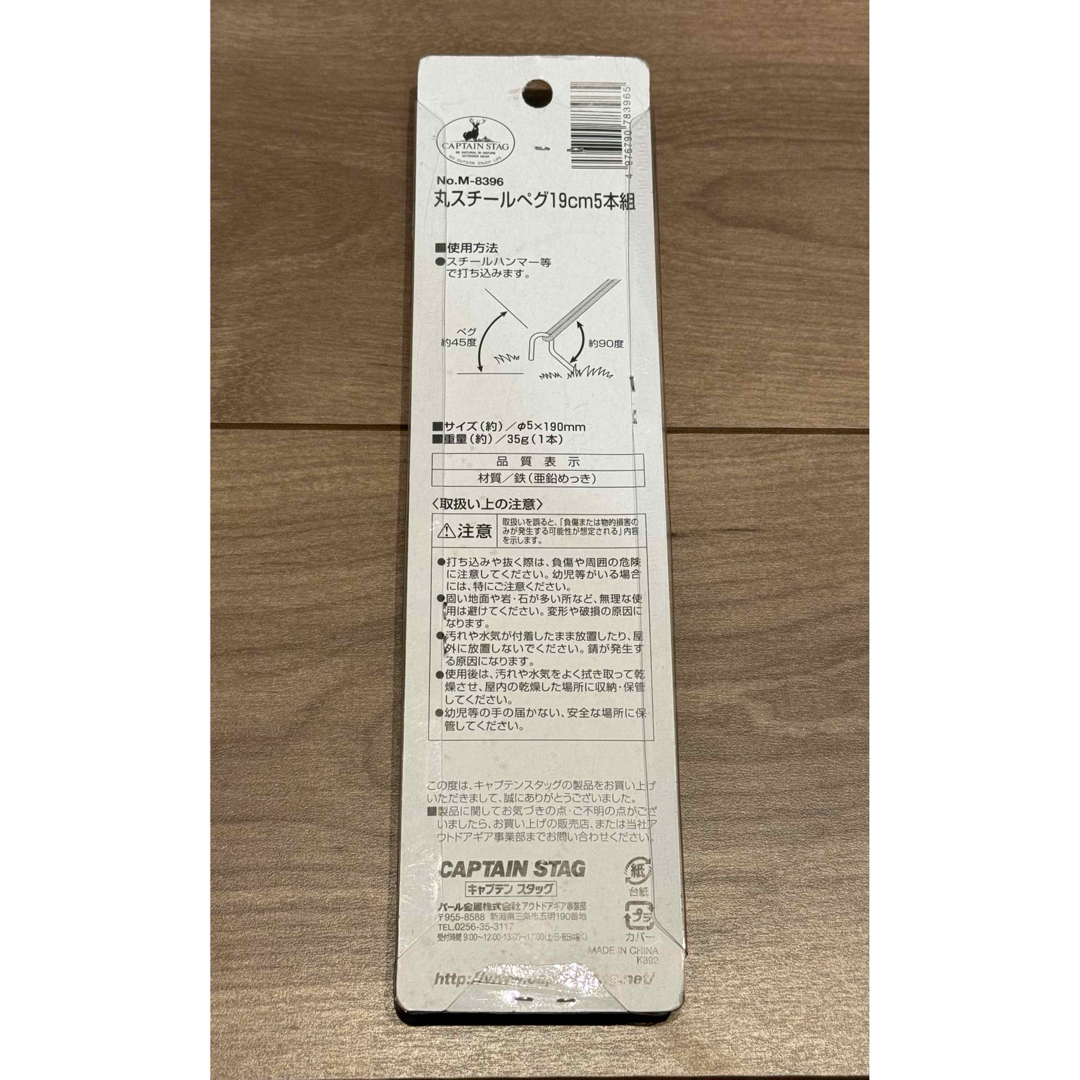 CAPTAIN STAG
BE NATURAL IN NATURE
OUTDOOR GEAR
4 976790 783965
No.M-8396
丸スチールペグ19cm5本組
■使用方法
●スチールハンマー等
で打ち込みます。
ペグ
約45度
約90度
■サイズ(約)/φ5×190mm
■重量(約)/35g(1本)
品質表示
材質/鉄(亜鉛めっき)
〈取扱い上の注意〉
注意
取扱いを誤ると、「負傷または物的損害の
みが発生する可能性が想定される」内容
を示します。
●打ち込みや抜く際は、負傷や周囲の危険
に注意してください。幼児等がいる場合
には、特にご注意ください。
●固い地面や岩・石が多い所など、無理な使
用は避けてください。変形や破損の原因に
なります。
●汚れや水気が付着したまま放置したり、屋
外に放置しないでください。錆が発生す
る原因になります。
●使用後は、汚れや水気をよく拭き取って乾
燥させ、屋内の乾燥した場所に収納・保管
してください。
●幼児等の手の届かない、安全な場所に保
管してください。
この度は、キャプテンスタッグの製品をお買い上げ
いただきまして、誠にありがとうございました。
■製品に関してお気づきの点・ご不明の点がござ
いましたら、お買い上げの販売店、または当社ア
ウトドアギア事業部までお問い合わせください。
CAPTAIN STAG
キャプテン スタッグ
パール金属株式会社アウトドアギア事業部
〒955-8588 新潟県三条市五明190番地
TEL.0256-35-3117
紙
台紙
プラ
カバー
MADE IN CHINA
K892